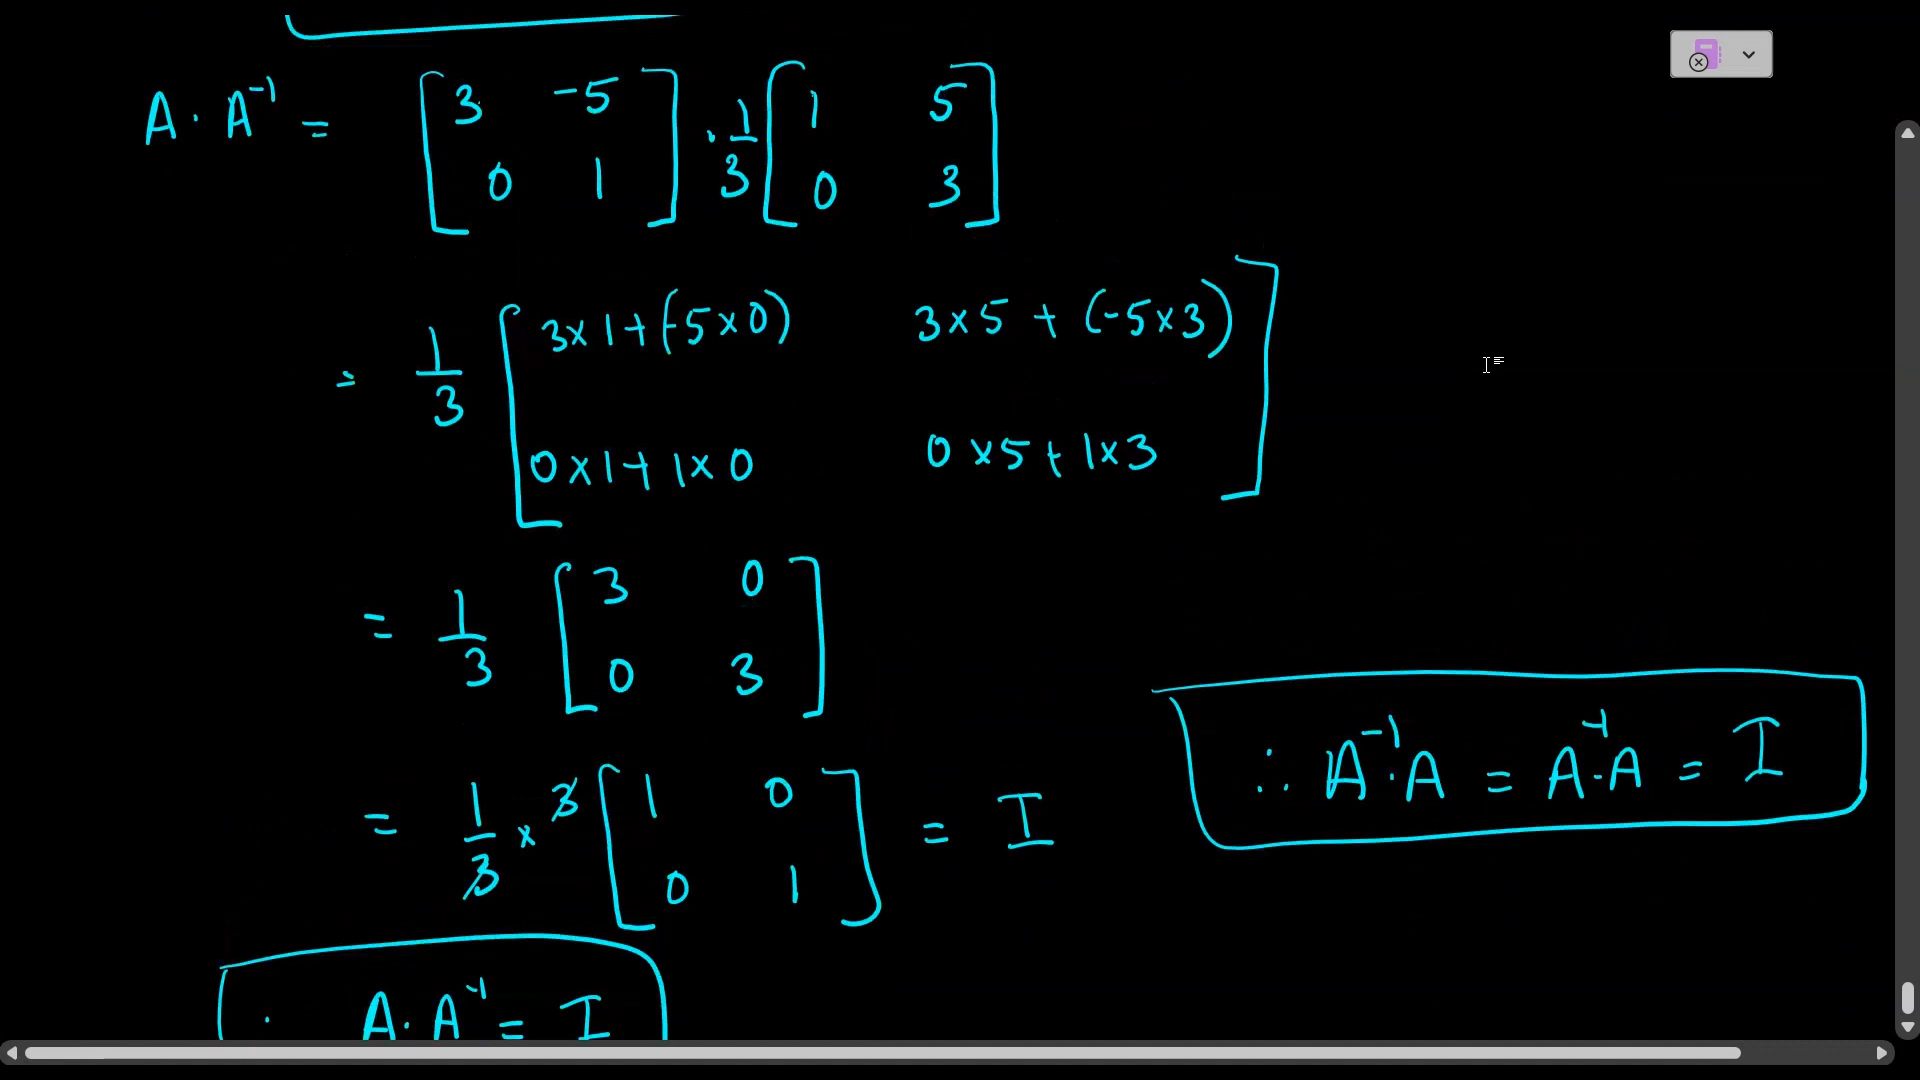 A · A⁻¹ = [ 3 -5 ; 0 1 ] · 1/3 [ 1 5 ; 0 3 ]
= 1/3 [ 3×1+(-5×0) 3×5 + (-5×3) ; 0×1+1×0 0×5+1×3 ]
= 1/3 [ 3 0 ; 0 3 ]
= 1/3 × 3 [ 1 0 ; 0 1 ] = I
∴ A⁻¹·A = A⁻¹·A = I
∴ A·A⁻¹ = I